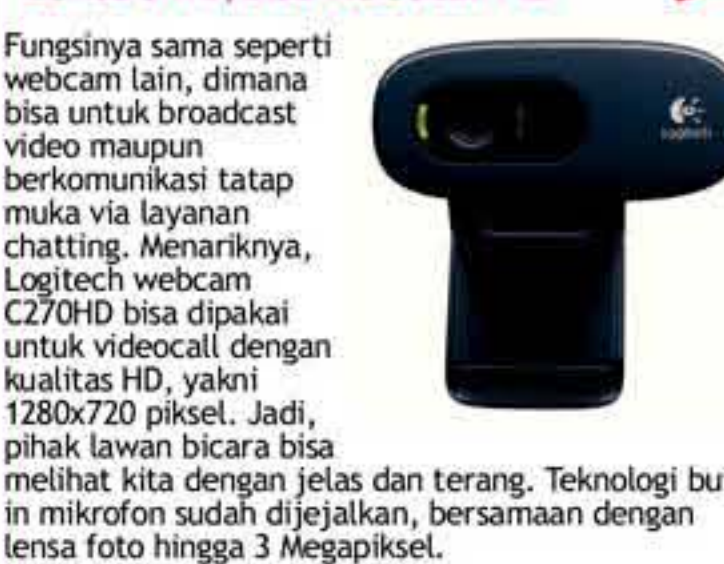 Fungsinya sama seperti
webcam lain, dimana
bisa untuk broadcast
video maupun
berkomunikasi tatap
muka via layanan
chatting. Menariknya,
Logitech webcam
C270HD bisa dipakai
untuk videocall dengan
kualitas HD, yakni
1280x720 piksel. Jadi,
pihak lawan bicara bisa
melihat kita dengan jelas dan terang. Teknologi
in mikrofon sudah dijejalkan, bersamaan dengan
lensa foto hingga 3 Megapiksel.
Logitech